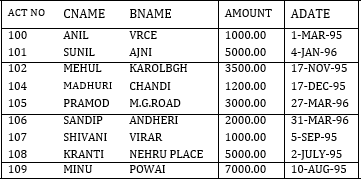 ACT NO CNAME BNAME AMOUNT ADATE
100 ANIL VRCE 1000.00 1-MAR-95
101 SUNIL AJNI 5000.00 4-JAN-96
102 MEHUL KAROLBGH 3500.00 17-NOV-95
104 MADHURI CHANDI 1200.00 17-DEC-95
105 PRAMOD M.G.ROAD 3000.00 27-MAR-96
106 SANDIP ANDHERI 2000.00 31-MAR-96
107 SHIVANI VIRAR 1000.00 5-SEP-95
108 KRANTI NEHRU PLACE 5000.00 2-JULY-95
109 MINU POWAI 7000.00 10-AUG-95